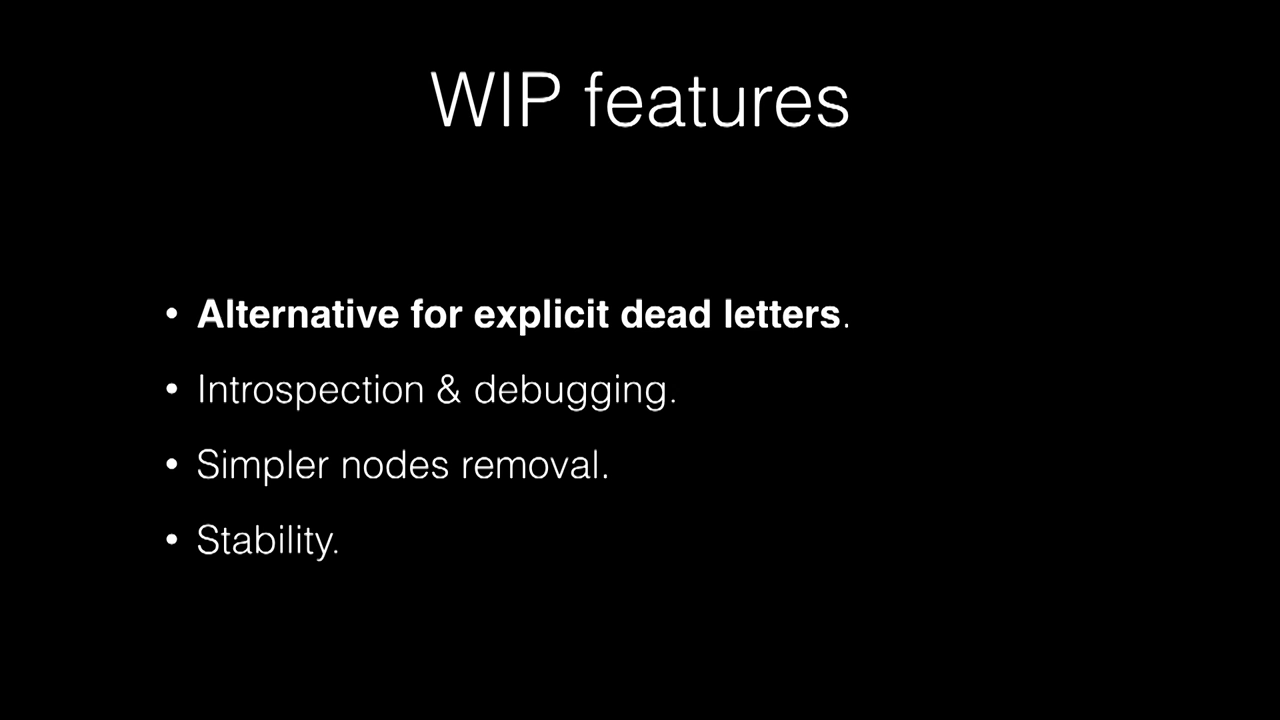 WIP features
• Alternative for explicit dead letters.
• Introspection & debugging.
• Simpler nodes removal.
• Stability.